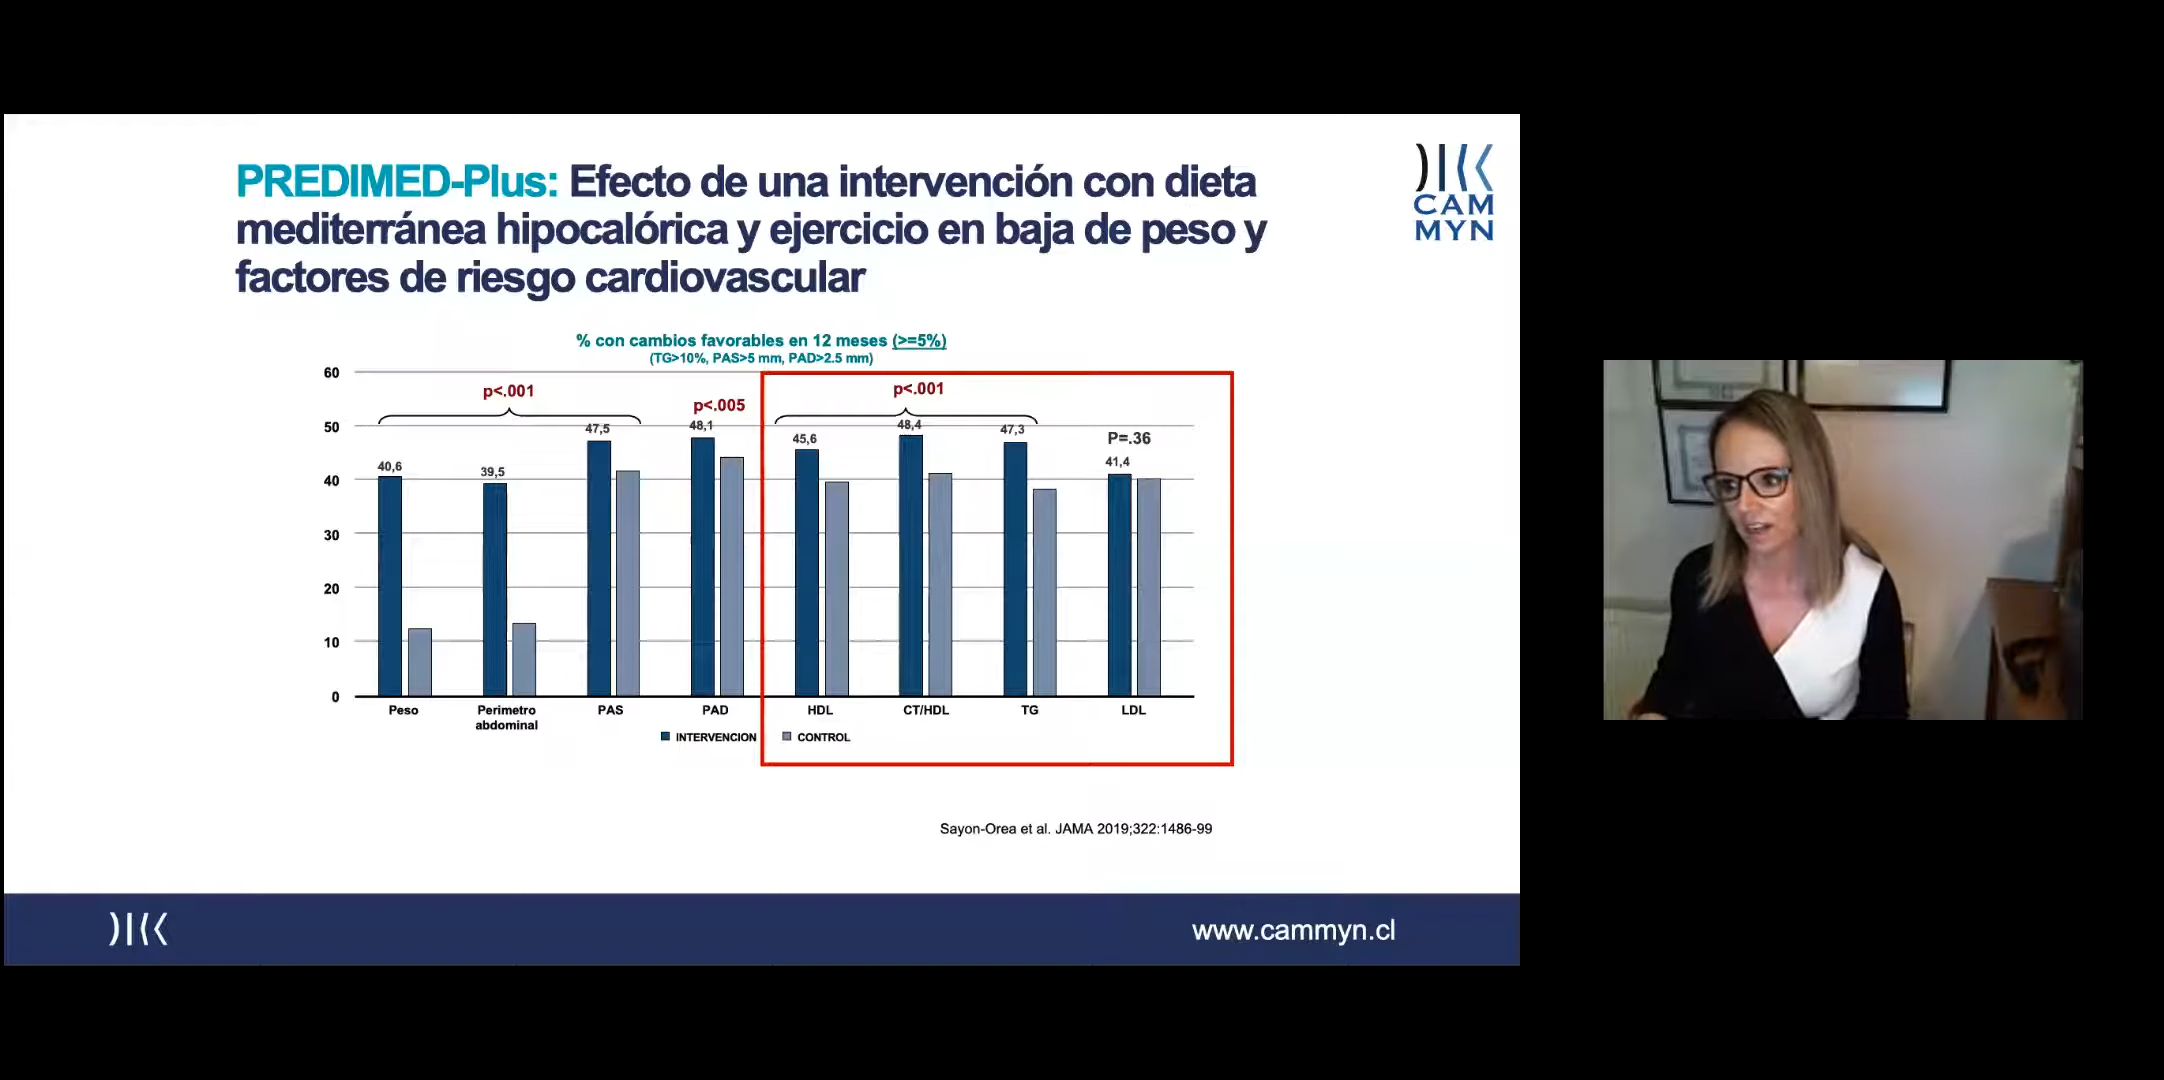 PREDIMED-Plus: Efecto de una intervención con dieta
mediterránea hipocalórica y ejercicio en baja de peso y
factores de riesgo cardiovascular
CAM
MYN
% con cambios favorables en 12 meses (>=5%)
(TG>10%, PAS>5 mm, PAD>2.5 mm)
60
50
40
30
20
10
0
p<.001
p<.005
p<.001
P=.36
40,6
39,5
47,5
48,1
45,6
48,4
47,3
41,4
Peso
Perimetro
abdominal
PAS
PAD
HDL
CT/HDL
TG
LDL
INTERVENCION
CONTROL
Sayon-Orea et al. JAMA 2019;322:1486-99
www.cammyn.cl